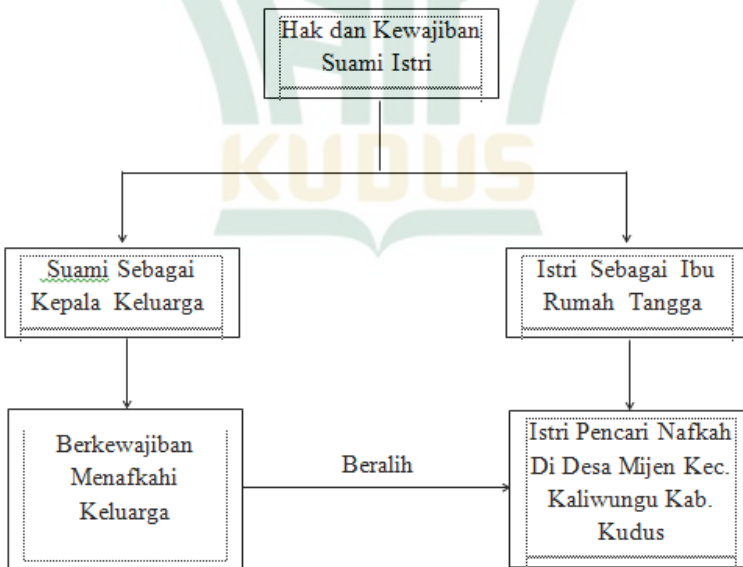 Hak dan Kewajiban
Suami Istri
KUDUS
Suami Sebagai
Kepala Keluarga
Istri Sebagai Ibu
Rumah Tangga
Berkewajiban
Menafkahi
Keluarga
Beralih
Istri Pencari Nafkah
Di Desa Mijen Kec.
Kaliwungu Kab.
Kudus